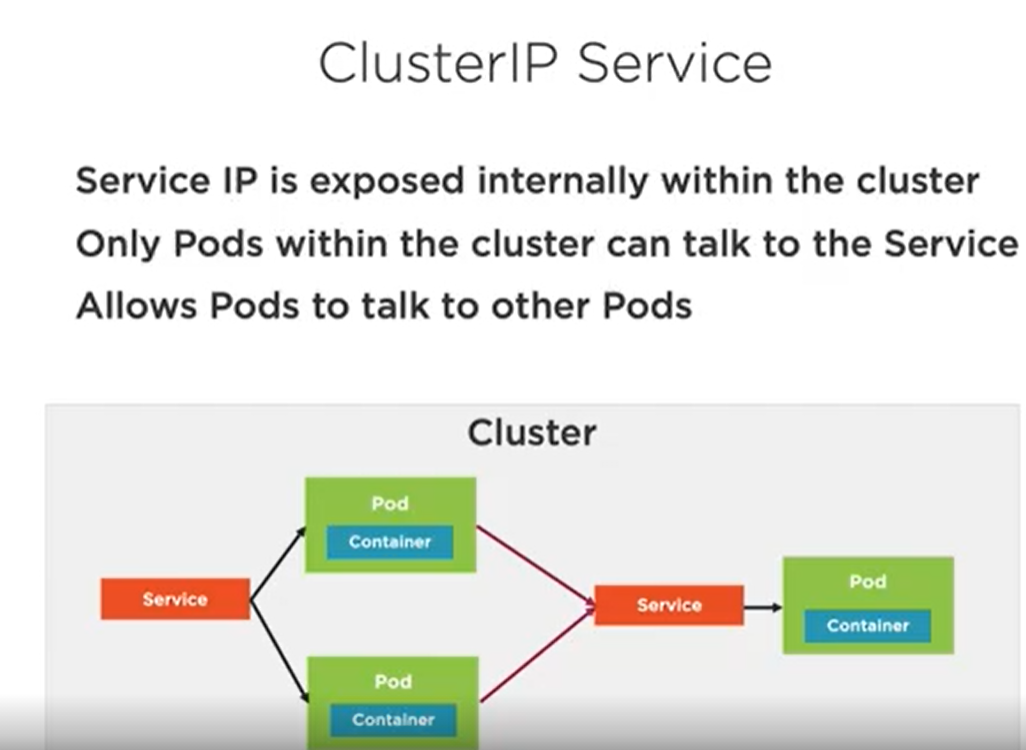 ClusterIP Service
Service IP is exposed internally within the cluster
Only Pods within the cluster can talk to the Service
Allows Pods to talk to other Pods
Cluster
Pod
Container
Service
Service
Pod
Container
Pod
Container